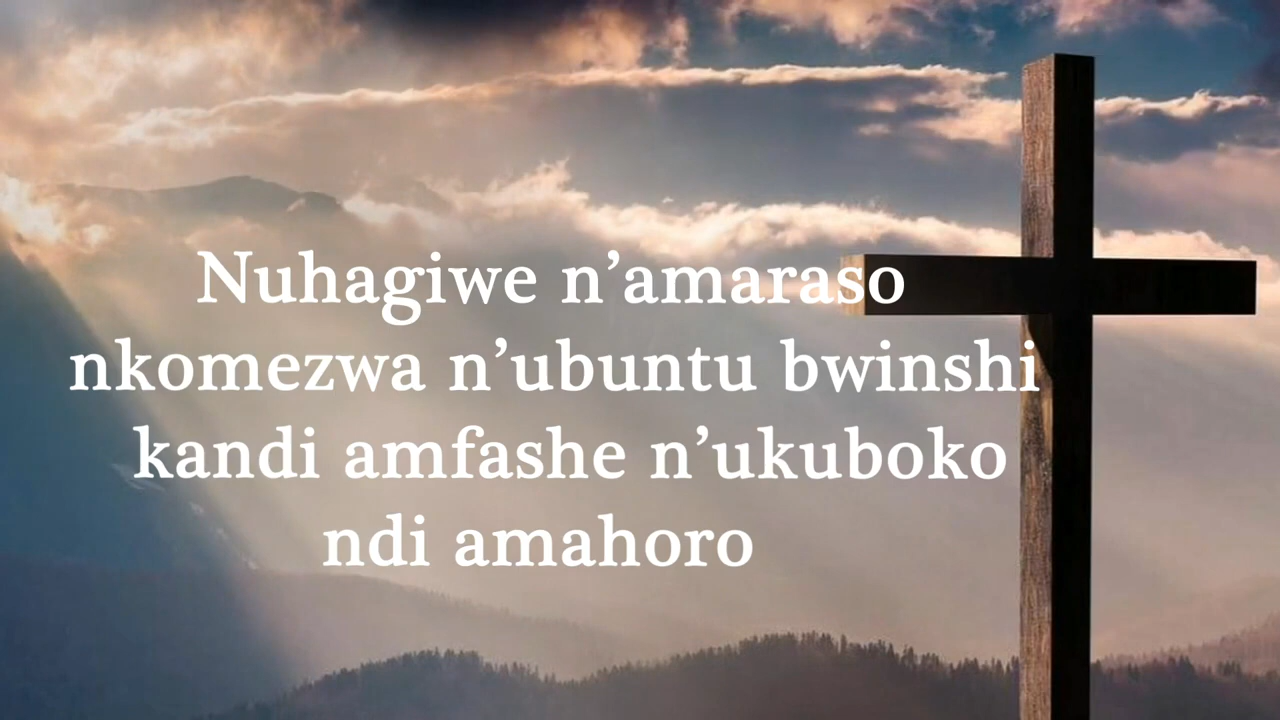 Nuhagiwe n’amaraso
nkomezwa n’ubuntu bwinshi
kandi amfashe n’ukuboko
ndi amahoro